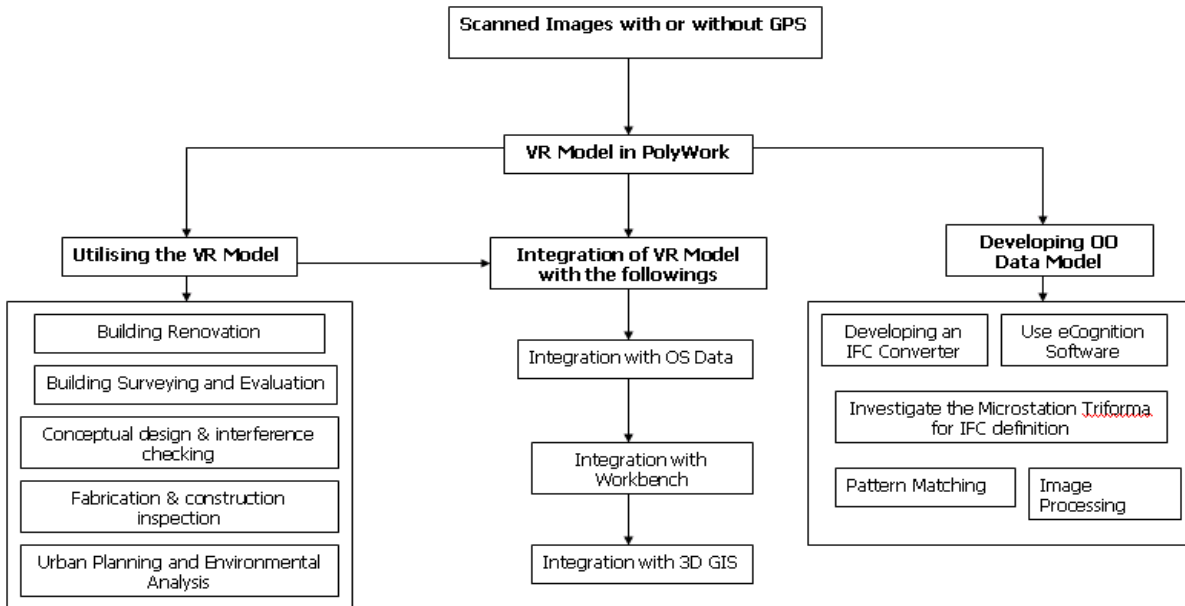 Scanned Images with or without GPS
VR Model in PolyWork
Utilising the VR Model
Integration of VR Model
with the followings
Developing OO
Data Model
Building Renovation
Building Surveying and Evaluation
Conceptual design & interference
checking
Fabrication & construction
inspection
Urban Planning and Environmental
Analysis
Integration with OS Data
Integration with
Workbench
Integration with 3D GIS
Developing an
IFC Converter
Use eCognition
Software
Investigate the Microstation Triforma
for IFC definition
Pattern Matching
Image
Processing